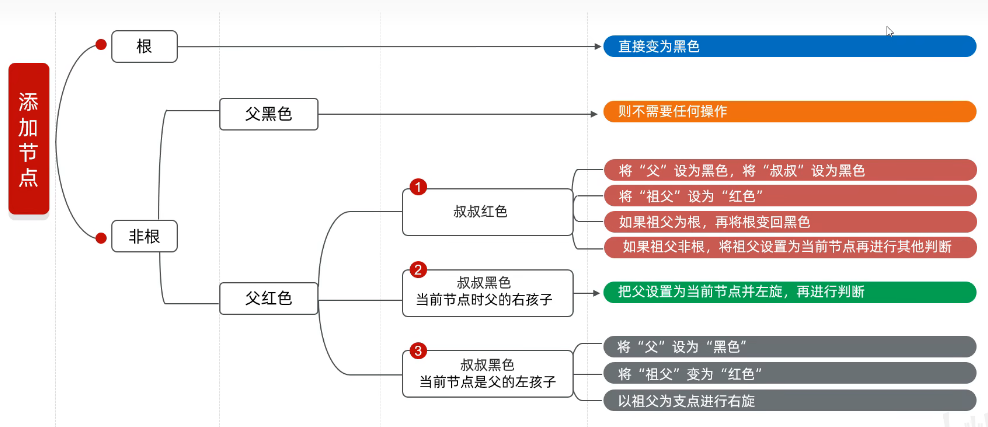 添加节点
根
直接变为黑色
父黑色
则不需要任何操作
非根
父红色
1
叔叔红色
将“父”设为黑色，将“叔叔”设为黑色
将“祖父”设为“红色”
如果祖父为根，再将根变回黑色
如果祖父非根，将祖父设置为当前节点再进行其他判断
2
叔叔黑色
当前节点时父的右孩子
把父设置为当前节点并左旋，再进行判断
3
叔叔黑色
当前节点是父的左孩子
将“父”设为“黑色”
将“祖父”变为“红色”
以祖父为支点进行右旋